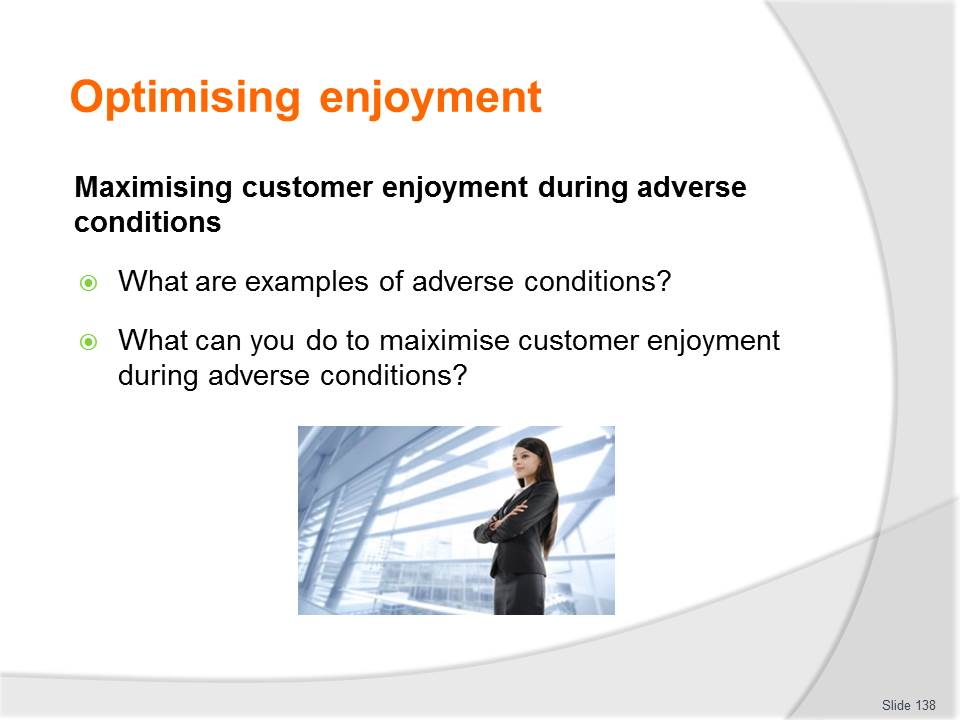 Optimising enjoyment
Maximising customer enjoyment during adverse
conditions
What are examples of adverse conditions?
What can you do to maiximise customer enjoyment
during adverse conditions?
Slide 138